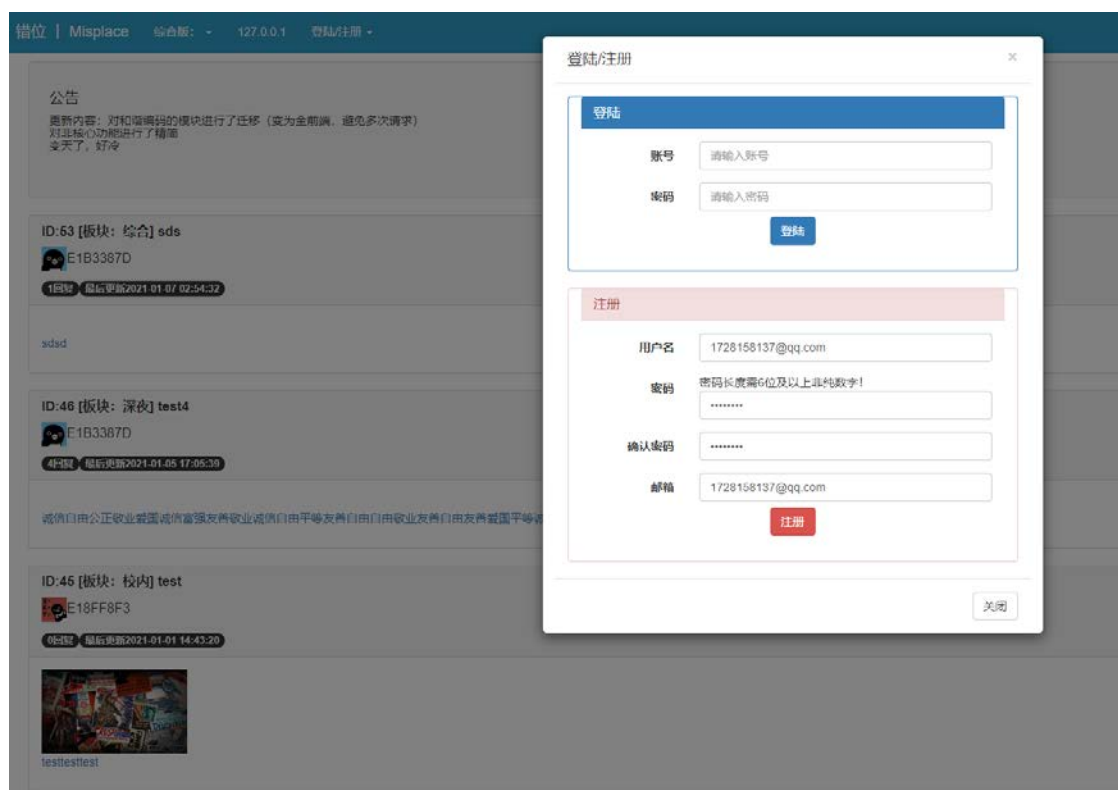 错位 | Misplace 综合版: 127.0.0.1 登陆/注册
公告
更新内容：对和谐编码的模块进行了迁移（变为全前端，避免多次请求）
对非核心功能进行了精简
变天了，好冷
ID:53 [板块：综合] sds
E1B3387D
1回复 最后更新2021-01-07 02:54:32
sdsd
ID:46 [板块：深夜] test4
E1B3387D
4回复 最后更新2021-01-05 17:05:39
诚信自由公正敬业爱国诚信富强友善敬业诚信自由平等友善自由自由敬业友善自由友善爱国平等诚
ID:45 [板块：校内] test
E18FF8F3
0回复 最后更新2021-01-01 14:43:20
testtesttest
登陆/注册 ×
登陆
账号 请输入账号
密码 请输入密码
登陆
注册
用户名 1728158137@qq.com
密码 密码长度需6位及以上非纯数字！
确认密码
邮箱 1728158137@qq.com
注册
关闭